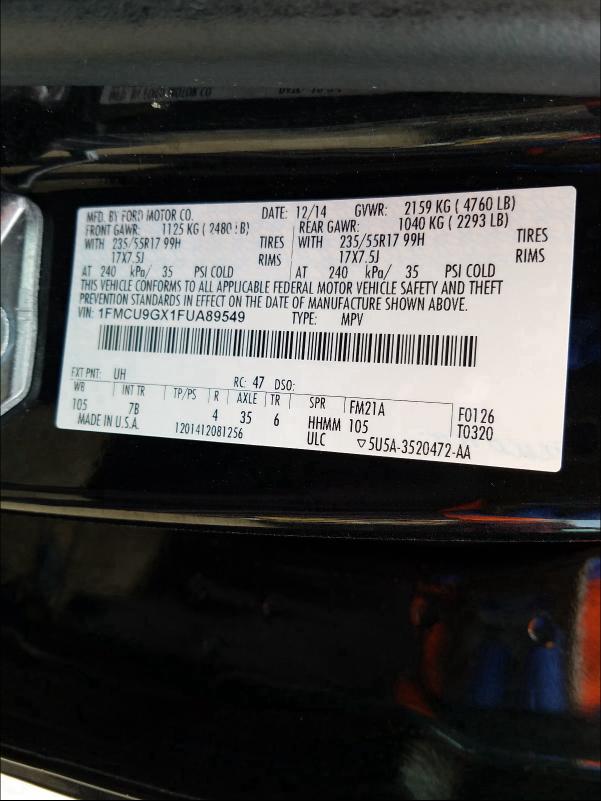 MFD. BY FORD MOTOR CO. DATE: 12/14 GVWR: 2159 KG ( 4760 LB)
FRONT GAWR: 1125 KG ( 2480 LB) REAR GAWR: 1040 KG ( 2293 LB)
WITH 235/55R17 99H TIRES WITH 235/55R17 99H TIRES
17X7.5J RIMS 17X7.5J RIMS
AT 240 kPa/ 35 PSI COLD AT 240 kPa/ 35 PSI COLD
THIS VEHICLE CONFORMS TO ALL APPLICABLE FEDERAL MOTOR VEHICLE SAFETY AND THEFT
PREVENTION STANDARDS IN EFFECT ON THE DATE OF MANUFACTURE SHOWN ABOVE.
VIN: 1FMCU9GX1FUA89549 TYPE: MPV
EXT PNT: UH RC: 47 DSO:
WB INT TR TP/PS R AXLE TR SPR FM21A F0126
105 7B 4 35 6 HHMM 105 T0320
MADE IN U.S.A. 1201412081256 ULC ▽5U5A-3520472-AA